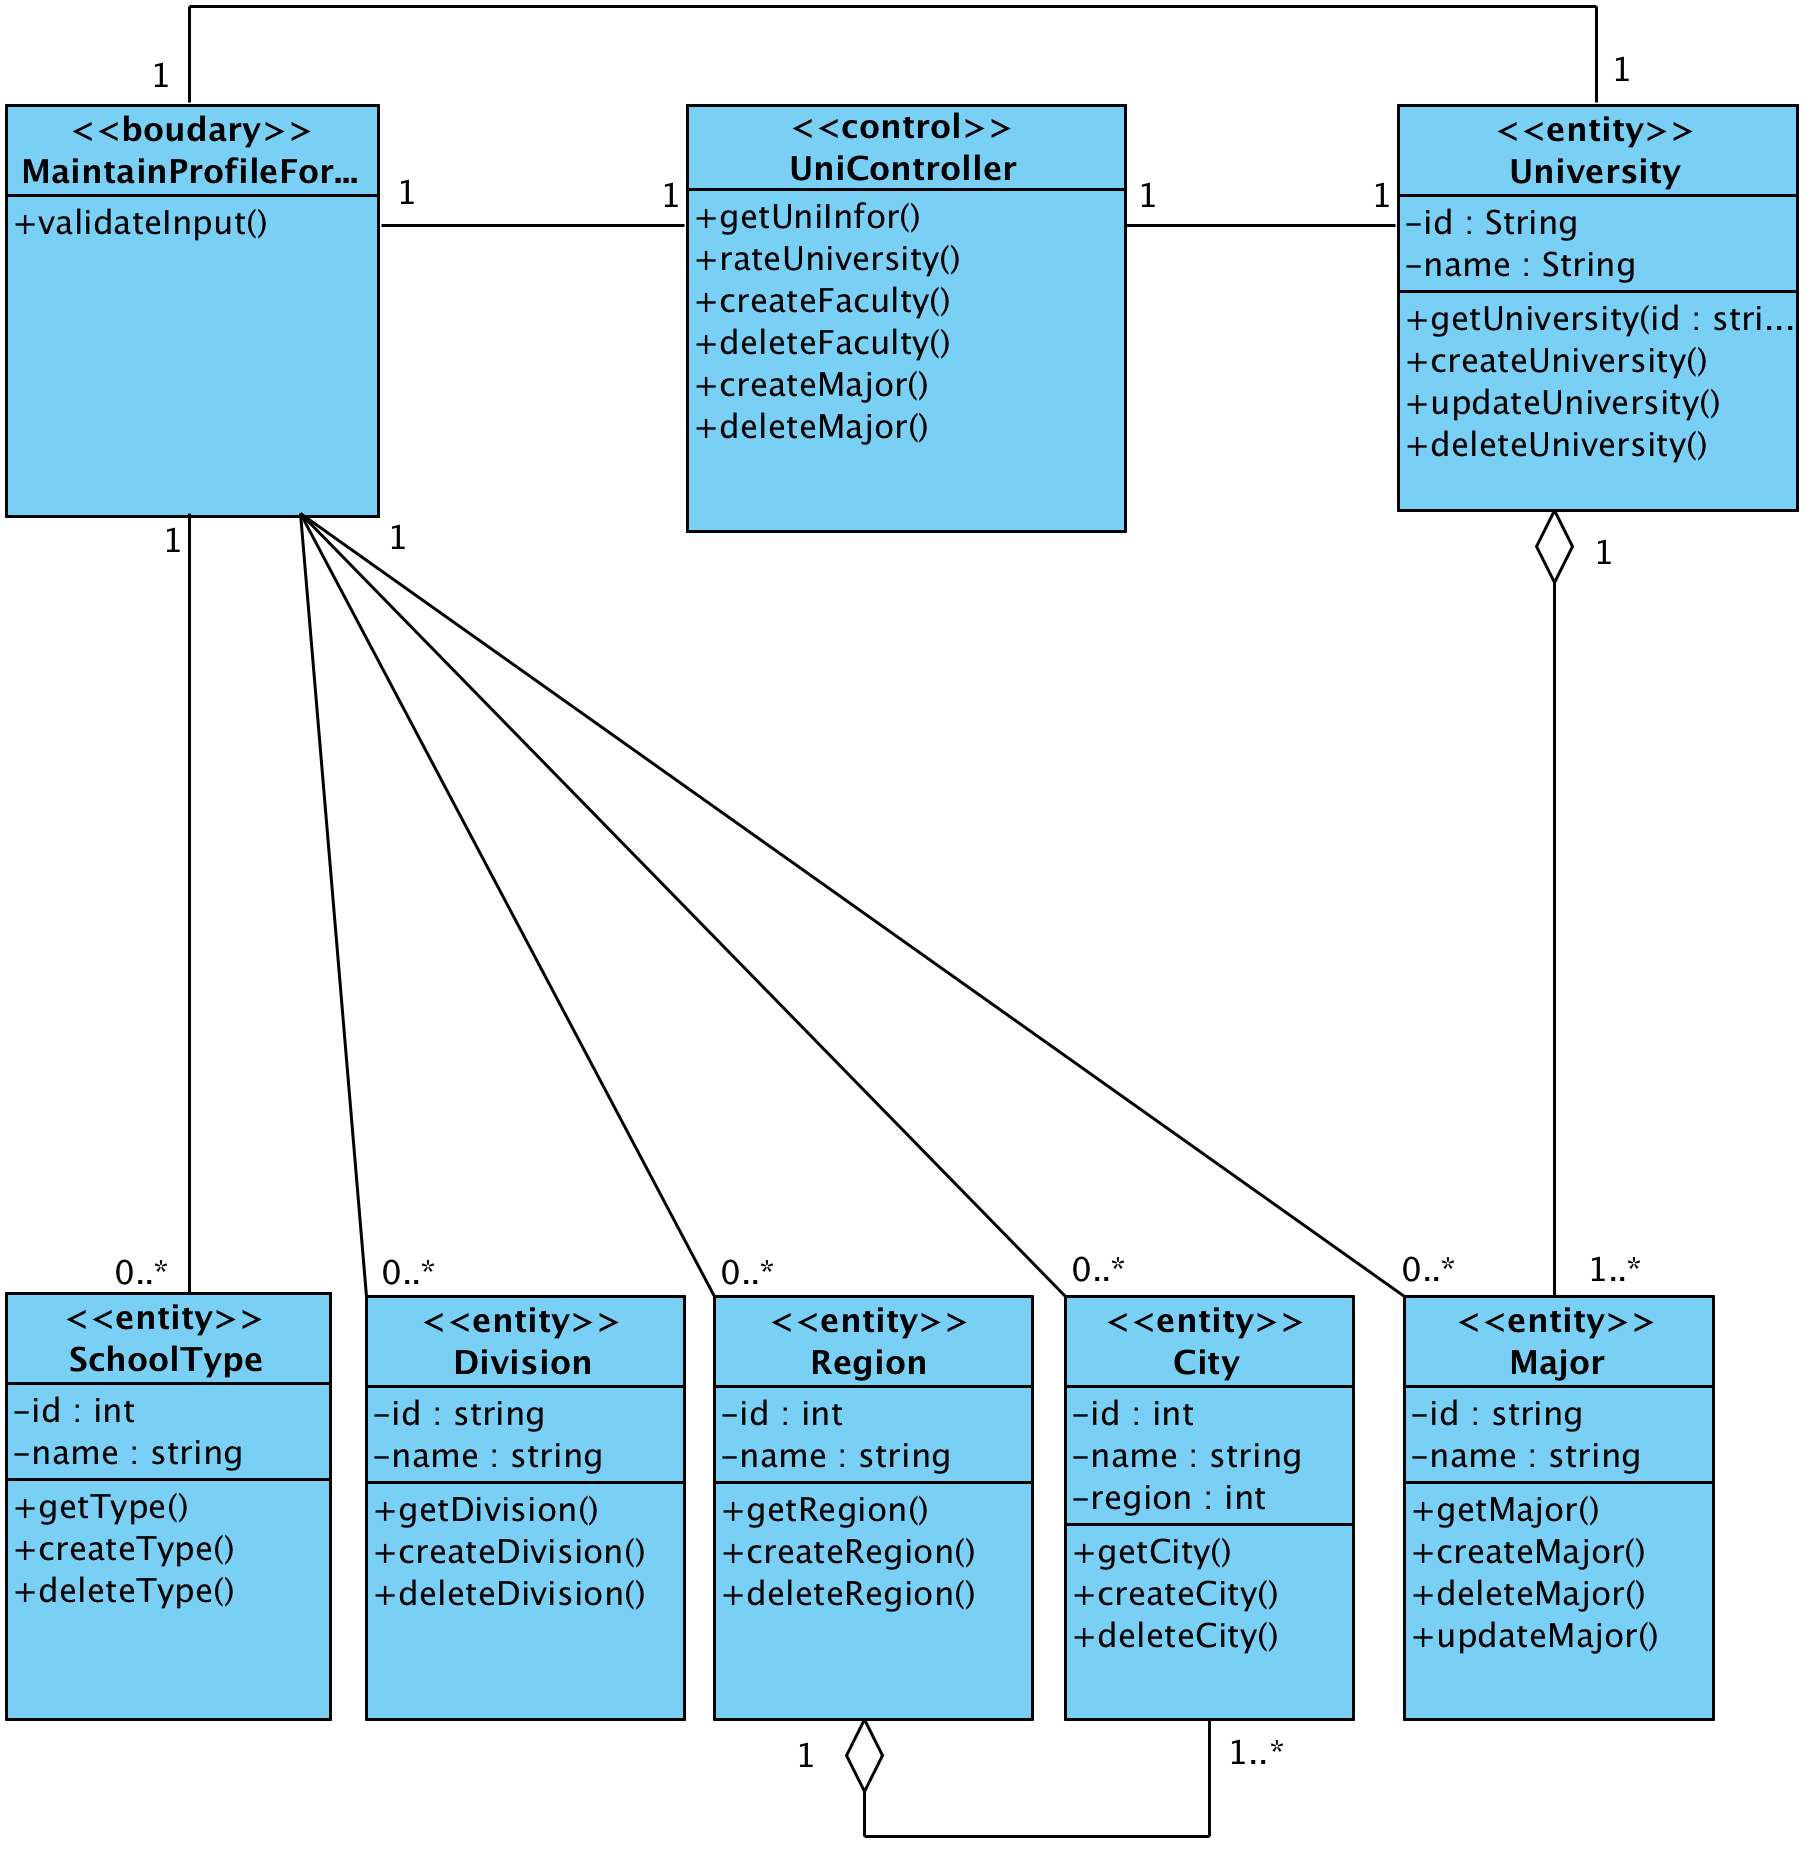 1
1
<<boudary>>
MaintainProfileFor...
+validateInput()
1
1
<<control>>
UniController
+getUniInfor()
+rateUniversity()
+createFaculty()
+deleteFaculty()
+createMajor()
+deleteMajor()
1
1
<<entity>>
University
-id : String
-name : String
+getUniversity(id : stri...
+createUniversity()
+updateUniversity()
+deleteUniversity()
1
1
1
0..*
0..*
0..*
0..*
0..*
1..*
<<entity>>
SchoolType
-id : int
-name : string
+getType()
+createType()
+deleteType()
<<entity>>
Division
-id : string
-name : string
+getDivision()
+createDivision()
+deleteDivision()
<<entity>>
Region
-id : int
-name : string
+getRegion()
+createRegion()
+deleteRegion()
<<entity>>
City
-id : int
-name : string
-region : int
+getCity()
+createCity()
+deleteCity()
<<entity>>
Major
-id : string
-name : string
+getMajor()
+createMajor()
+deleteMajor()
+updateMajor()
1
1..*